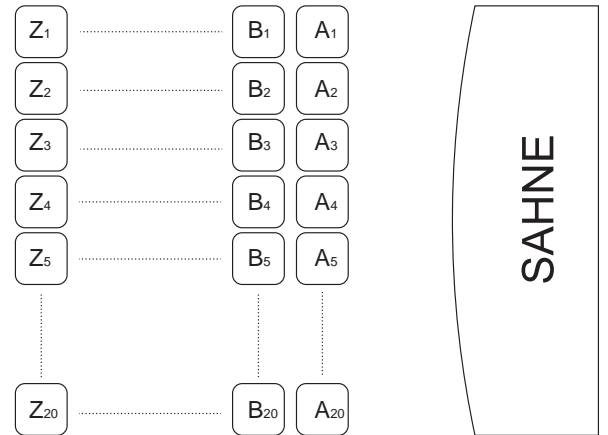 Z1 B1 A1
Z2 B2 A2
Z3 B3 A3
Z4 B4 A4
Z5 B5 A5
Z20 B20 A20
SAHNE